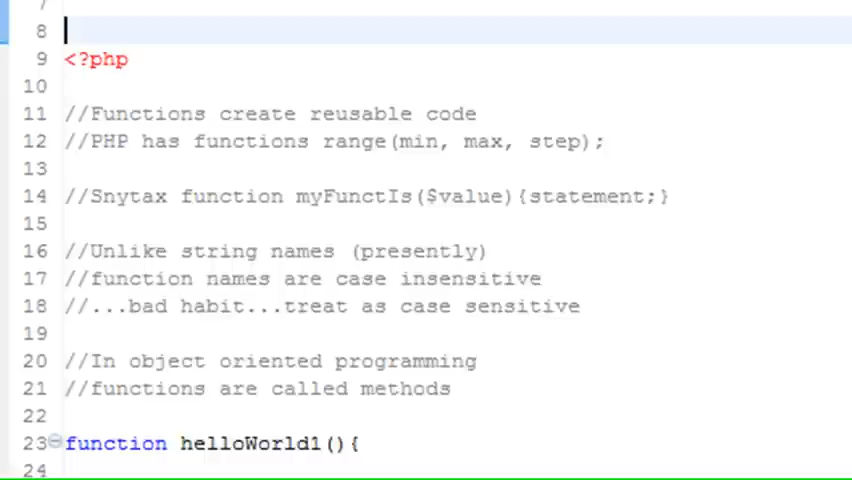 7
8
9 <?php
10
11 //Functions create reusable code
12 //PHP has functions range(min, max, step);
13
14 //Snytax function myFunctIs($value){statement;}
15
16 //Unlike string names (presently)
17 //function names are case insensitive
18 //...bad habit...treat as case sensitive
19
20 //In object oriented programming
21 //functions are called methods
22
23 function helloWorld1(){
24